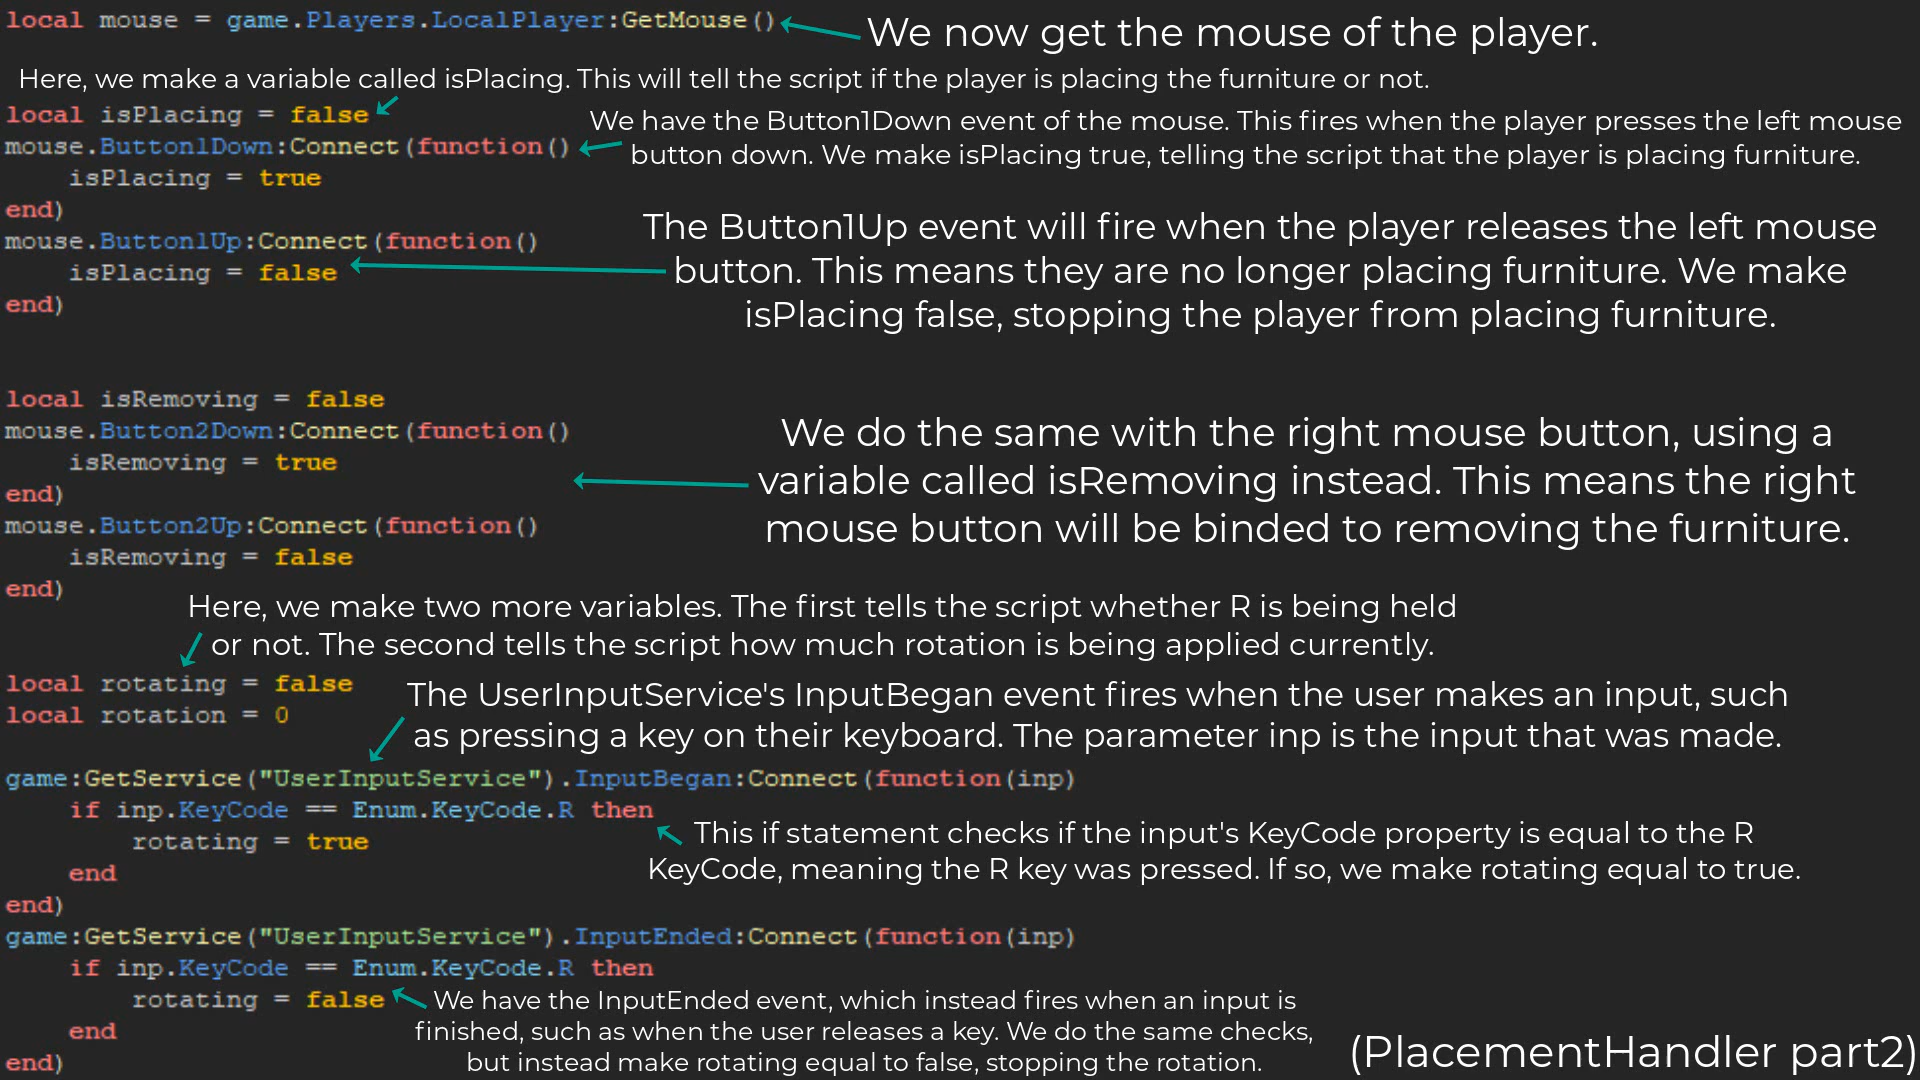 local mouse = game.Players.LocalPlayer:GetMouse()
We now get the mouse of the player.
Here, we make a variable called isPlacing. This will tell the script if the player is placing the furniture or not.
local isPlacing = false
We have the Button1Down event of the mouse. This fires when the player presses the left mouse
button down. We make isPlacing true, telling the script that the player is placing furniture.
mouse.Button1Down:Connect(function()
    isPlacing = true
end)
mouse.Button1Up:Connect(function()
    isPlacing = false
end)
The Button1Up event will fire when the player releases the left mouse
button. This means they are no longer placing furniture. We make
isPlacing false, stopping the player from placing furniture.
local isRemoving = false
mouse.Button2Down:Connect(function()
    isRemoving = true
end)
mouse.Button2Up:Connect(function()
    isRemoving = false
end)
We do the same with the right mouse button, using a
variable called isRemoving instead. This means the right
mouse button will be binded to removing the furniture.
Here, we make two more variables. The first tells the script whether R is being held
or not. The second tells the script how much rotation is being applied currently.
local rotating = false
local rotation = 0
The UserInputService's InputBegan event fires when the user makes an input, such
as pressing a key on their keyboard. The parameter inp is the input that was made.
game:GetService("UserInputService").InputBegan:Connect(function(inp)
    if inp.KeyCode == Enum.KeyCode.R then
        rotating = true
    end
end)
This if statement checks if the input's KeyCode property is equal to the R
KeyCode, meaning the R key was pressed. If so, we make rotating equal to true.
game:GetService("UserInputService").InputEnded:Connect(function(inp)
    if inp.KeyCode == Enum.KeyCode.R then
        rotating = false
    end
end)
We have the InputEnded event, which instead fires when an input is
finished, such as when the user releases a key. We do the same checks,
but instead make rotating equal to false, stopping the rotation.
(PlacementHandler part2)